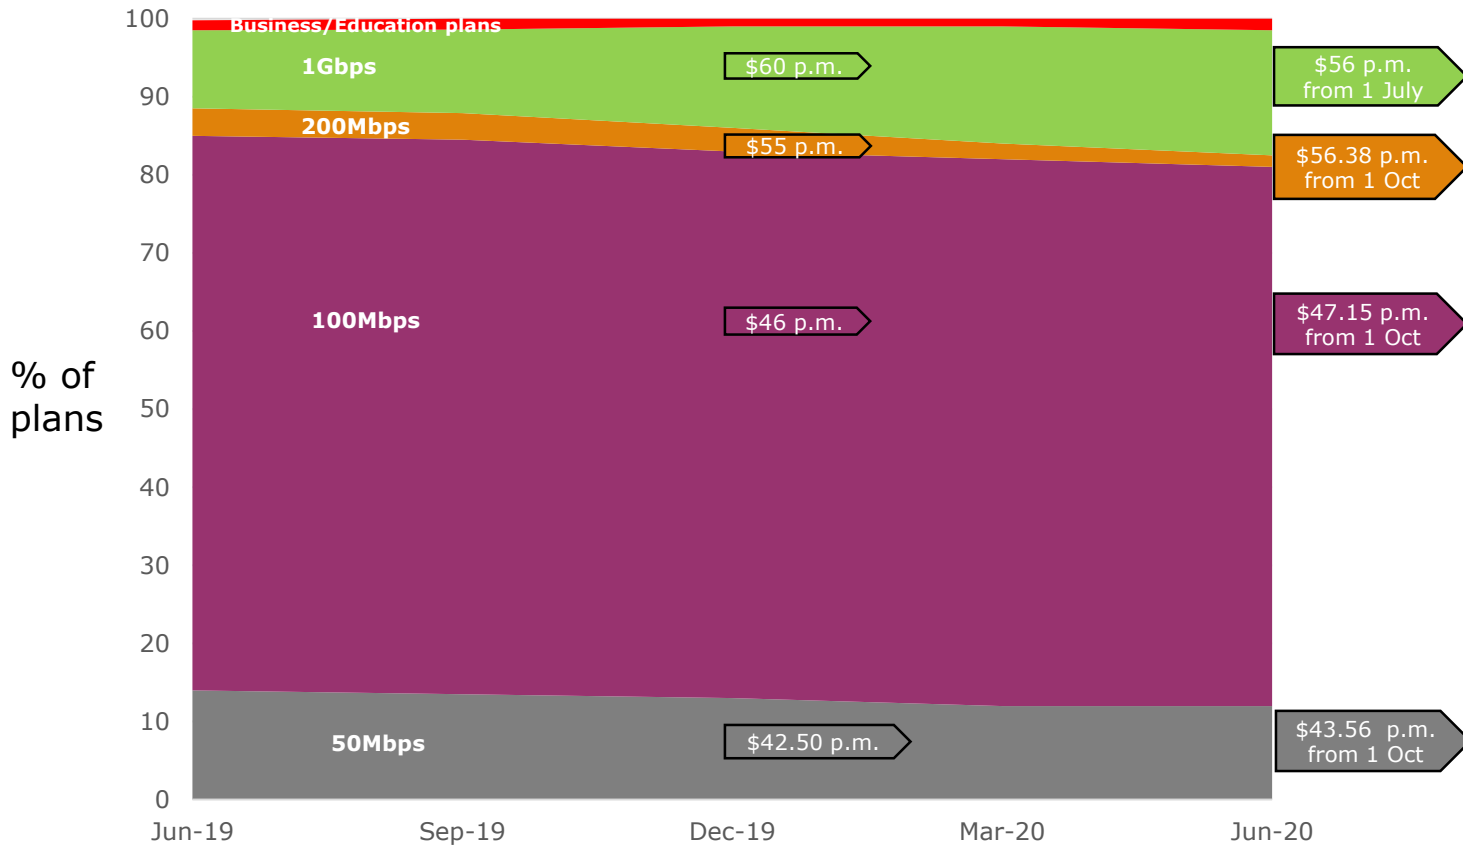 100
Business/Education plans
1Gbps
$60 p.m.
$56 p.m.
from 1 July
90
200Mbps
$55 p.m.
$56.38 p.m.
from 1 Oct
80
70
100Mbps
$46 p.m.
$47.15 p.m.
from 1 Oct
60
% of
plans
50
40
30
20
10
50Mbps
$42.50 p.m.
$43.56  p.m.
from 1 Oct
0
Jun-19
Sep-19
Dec-19
Mar-20
Jun-20